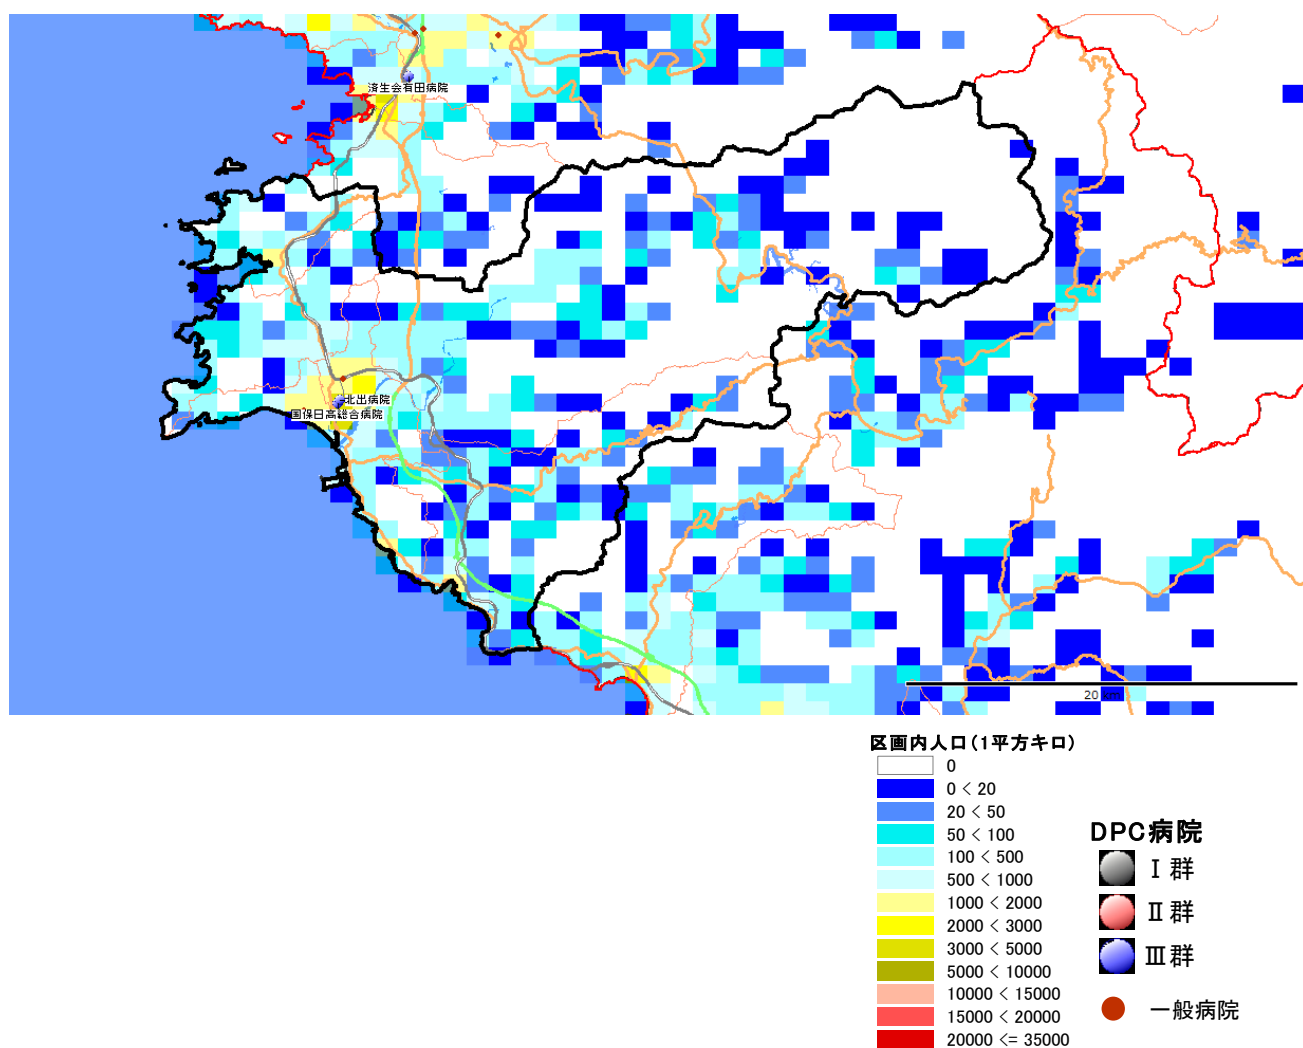 済生会有田病院
北出病院
国保日高総合病院
20 km
区画内人口(1平方キロ)
0
0 < 20
20 < 50
50 < 100
100 < 500
500 < 1000
1000 < 2000
2000 < 3000
3000 < 5000
5000 < 10000
10000 < 15000
15000 < 20000
20000 <= 35000
DPC病院
Ⅰ群
Ⅱ群
Ⅲ群
一般病院